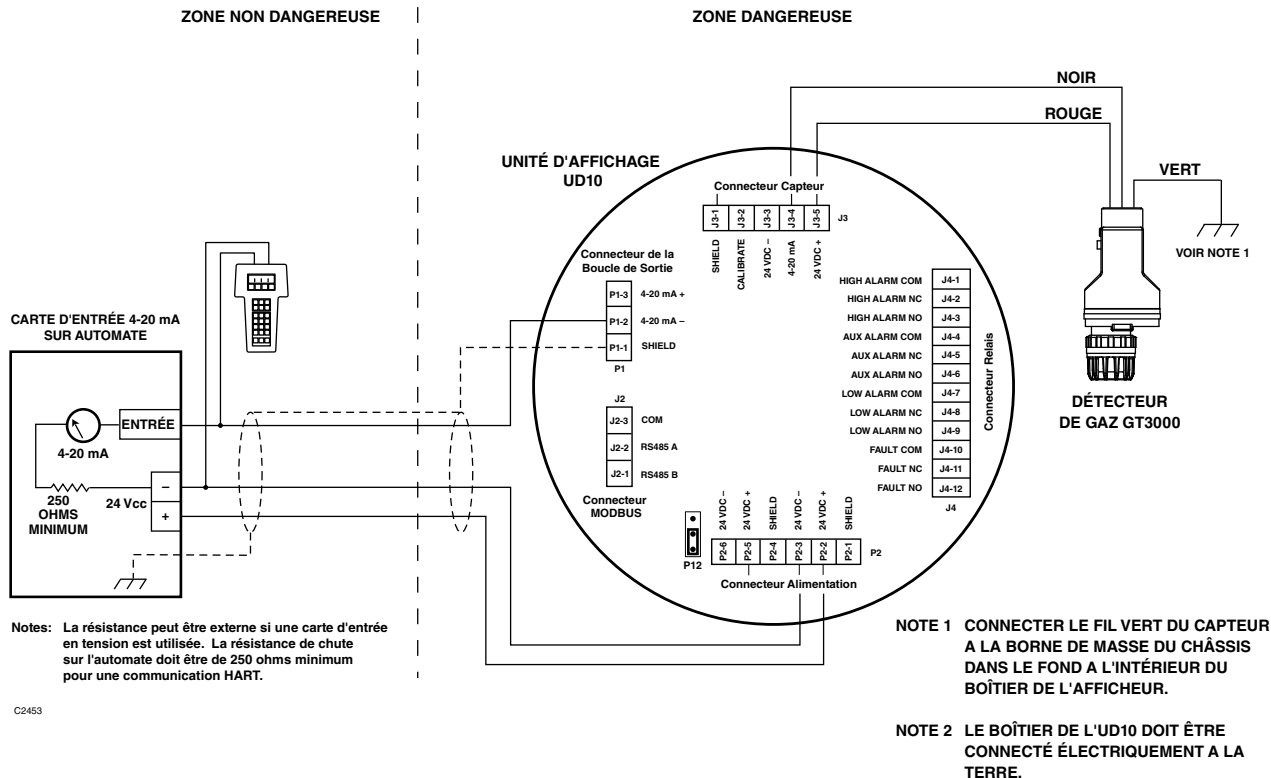 ZONE NON DANGEREUSE
ZONE DANGEREUSE
NOIR
ROUGE
VERT
VOIR NOTE 1
UNITÉ D'AFFICHAGE
UD10
Connecteur Capteur
J3-1
J3-2
J3-3
J3-4
J3-5
J3
SHIELD
CALIBRATE
24 VDC –
4-20 mA
24 VDC +
Connecteur de la
Boucle de Sortie
P1-3 4-20 mA +
P1-2 4-20 mA –
P1-1 SHIELD
P1
HIGH ALARM COM J4-1
HIGH ALARM NC J4-2
HIGH ALARM NO J4-3
AUX ALARM COM J4-4
AUX ALARM NC J4-5
AUX ALARM NO J4-6
LOW ALARM COM J4-7
LOW ALARM NC J4-8
LOW ALARM NO J4-9
FAULT COM J4-10
FAULT NC J4-11
FAULT NO J4-12
J4
Connecteur Relais
DÉTECTEUR
DE GAZ GT3000
CARTE D'ENTRÉE 4-20 mA
SUR AUTOMATE
ENTRÉE
4-20 mA
24 Vcc
–
+
250
OHMS
MINIMUM
J2
J2-3 COM
J2-2 RS485 A
J2-1 RS485 B
Connecteur
MODBUS
P12
24 VDC –
24 VDC +
SHIELD
24 VDC –
24 VDC +
SHIELD
P2-6
P2-5
P2-4
P2-3
P2-2
P2-1
P2
Connecteur Alimentation
Notes: La résistance peut être externe si une carte d'entrée
en tension est utilisée. La résistance de chute
sur l'automate doit être de 250 ohms minimum
pour une communication HART.
C2453
NOTE 1 CONNECTER LE FIL VERT DU CAPTEUR
A LA BORNE DE MASSE DU CHÂSSIS
DANS LE FOND A L'INTÉRIEUR DU
BOÎTIER DE L'AFFICHEUR.
NOTE 2 LE BOÎTIER DE L'UD10 DOIT ÊTRE
CONNECTÉ ÉLECTRIQUEMENT A LA
TERRE.